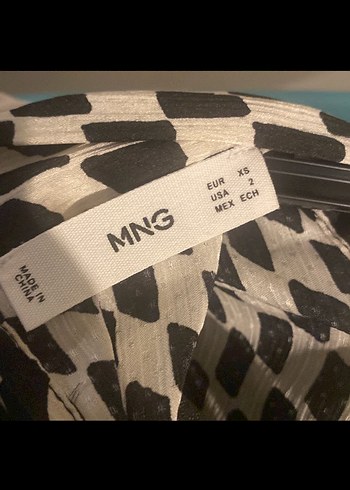 MNG
EUR XS
USA 2
MEX ECH
MADE IN
CHINA